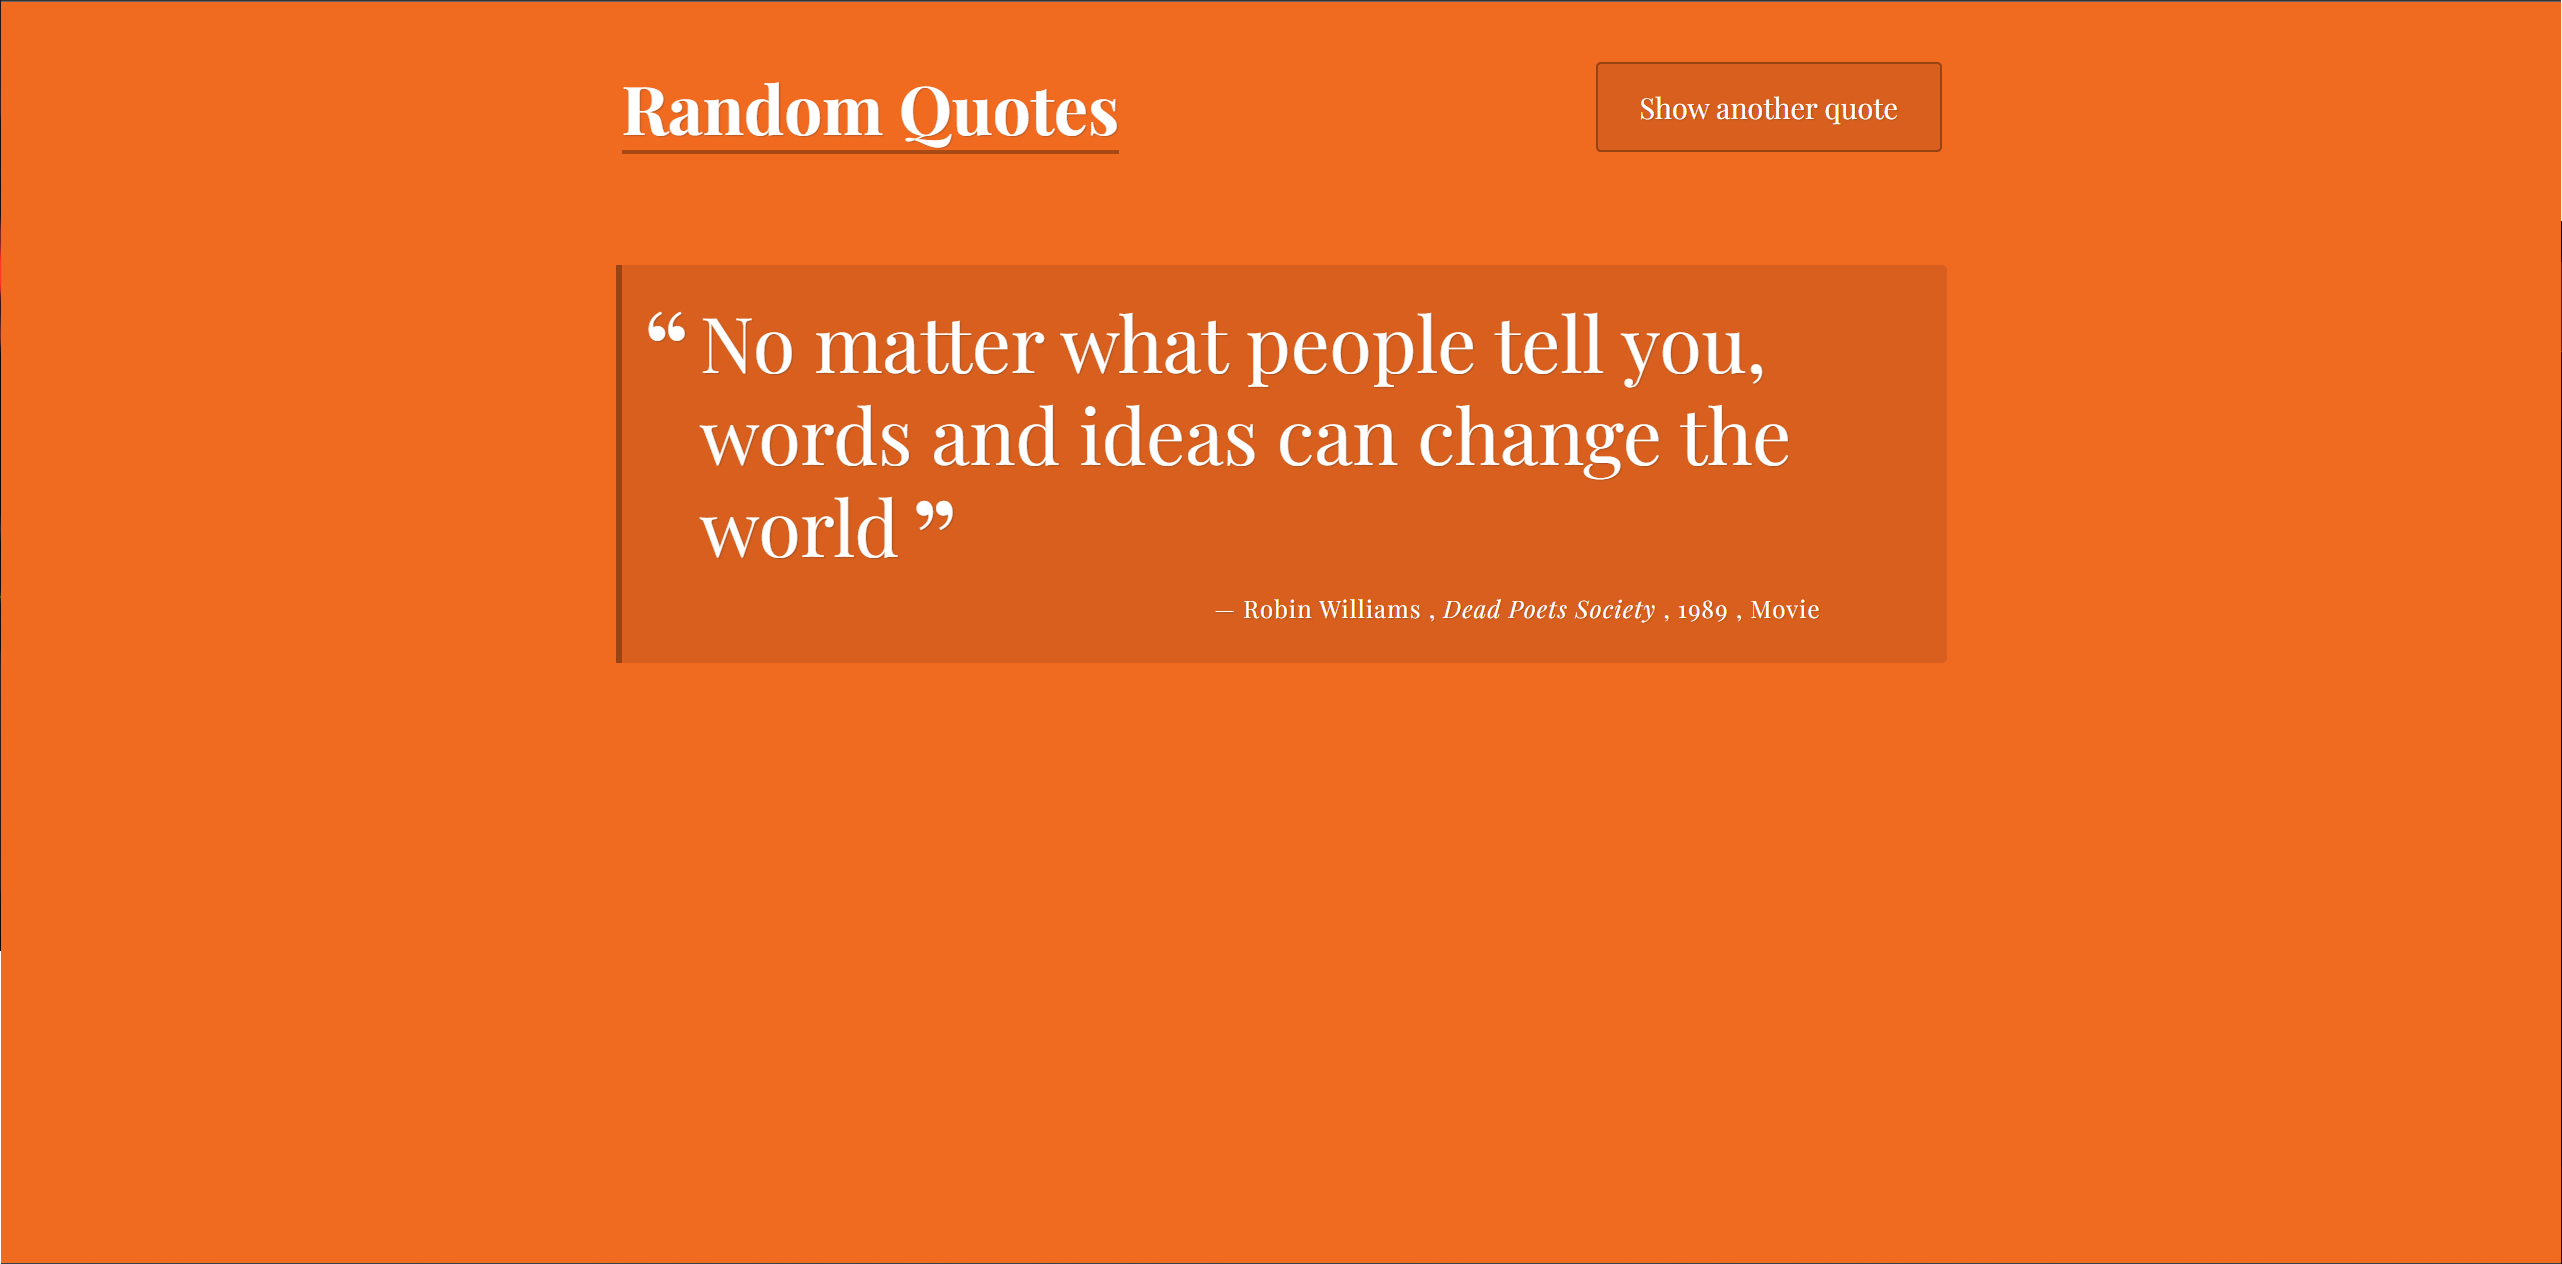 Random Quotes
Show another quote
“ No matter what people tell you,
words and ideas can change the
world ”
— Robin Williams , Dead Poets Society , 1989 , Movie